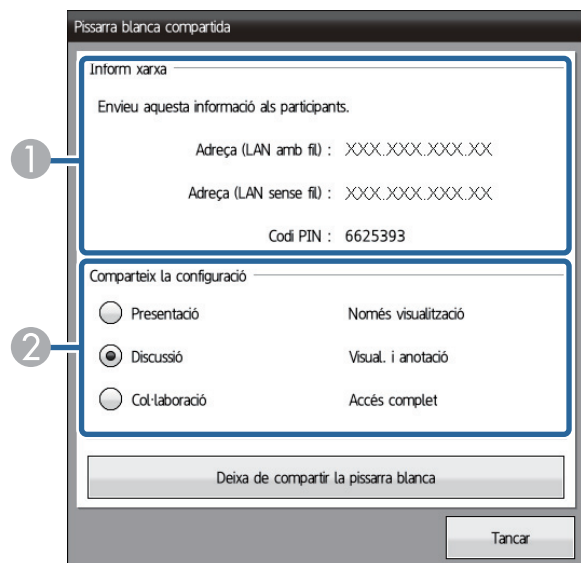 Pissarra blanca compartida
Inform xarxa
Envieu aquesta informació als participants.
1
Adreça (LAN amb fil) : XXX.XXX.XXX.XX
Adreça (LAN sense fil) : XXX.XXX.XXX.XX
Codi PIN : 6625393
Comparteix la configuració
Presentació Només visualització
2
Discussió Visual. i anotació
Col·laboració Accés complet
Deixa de compartir la pissarra blanca
Tancar